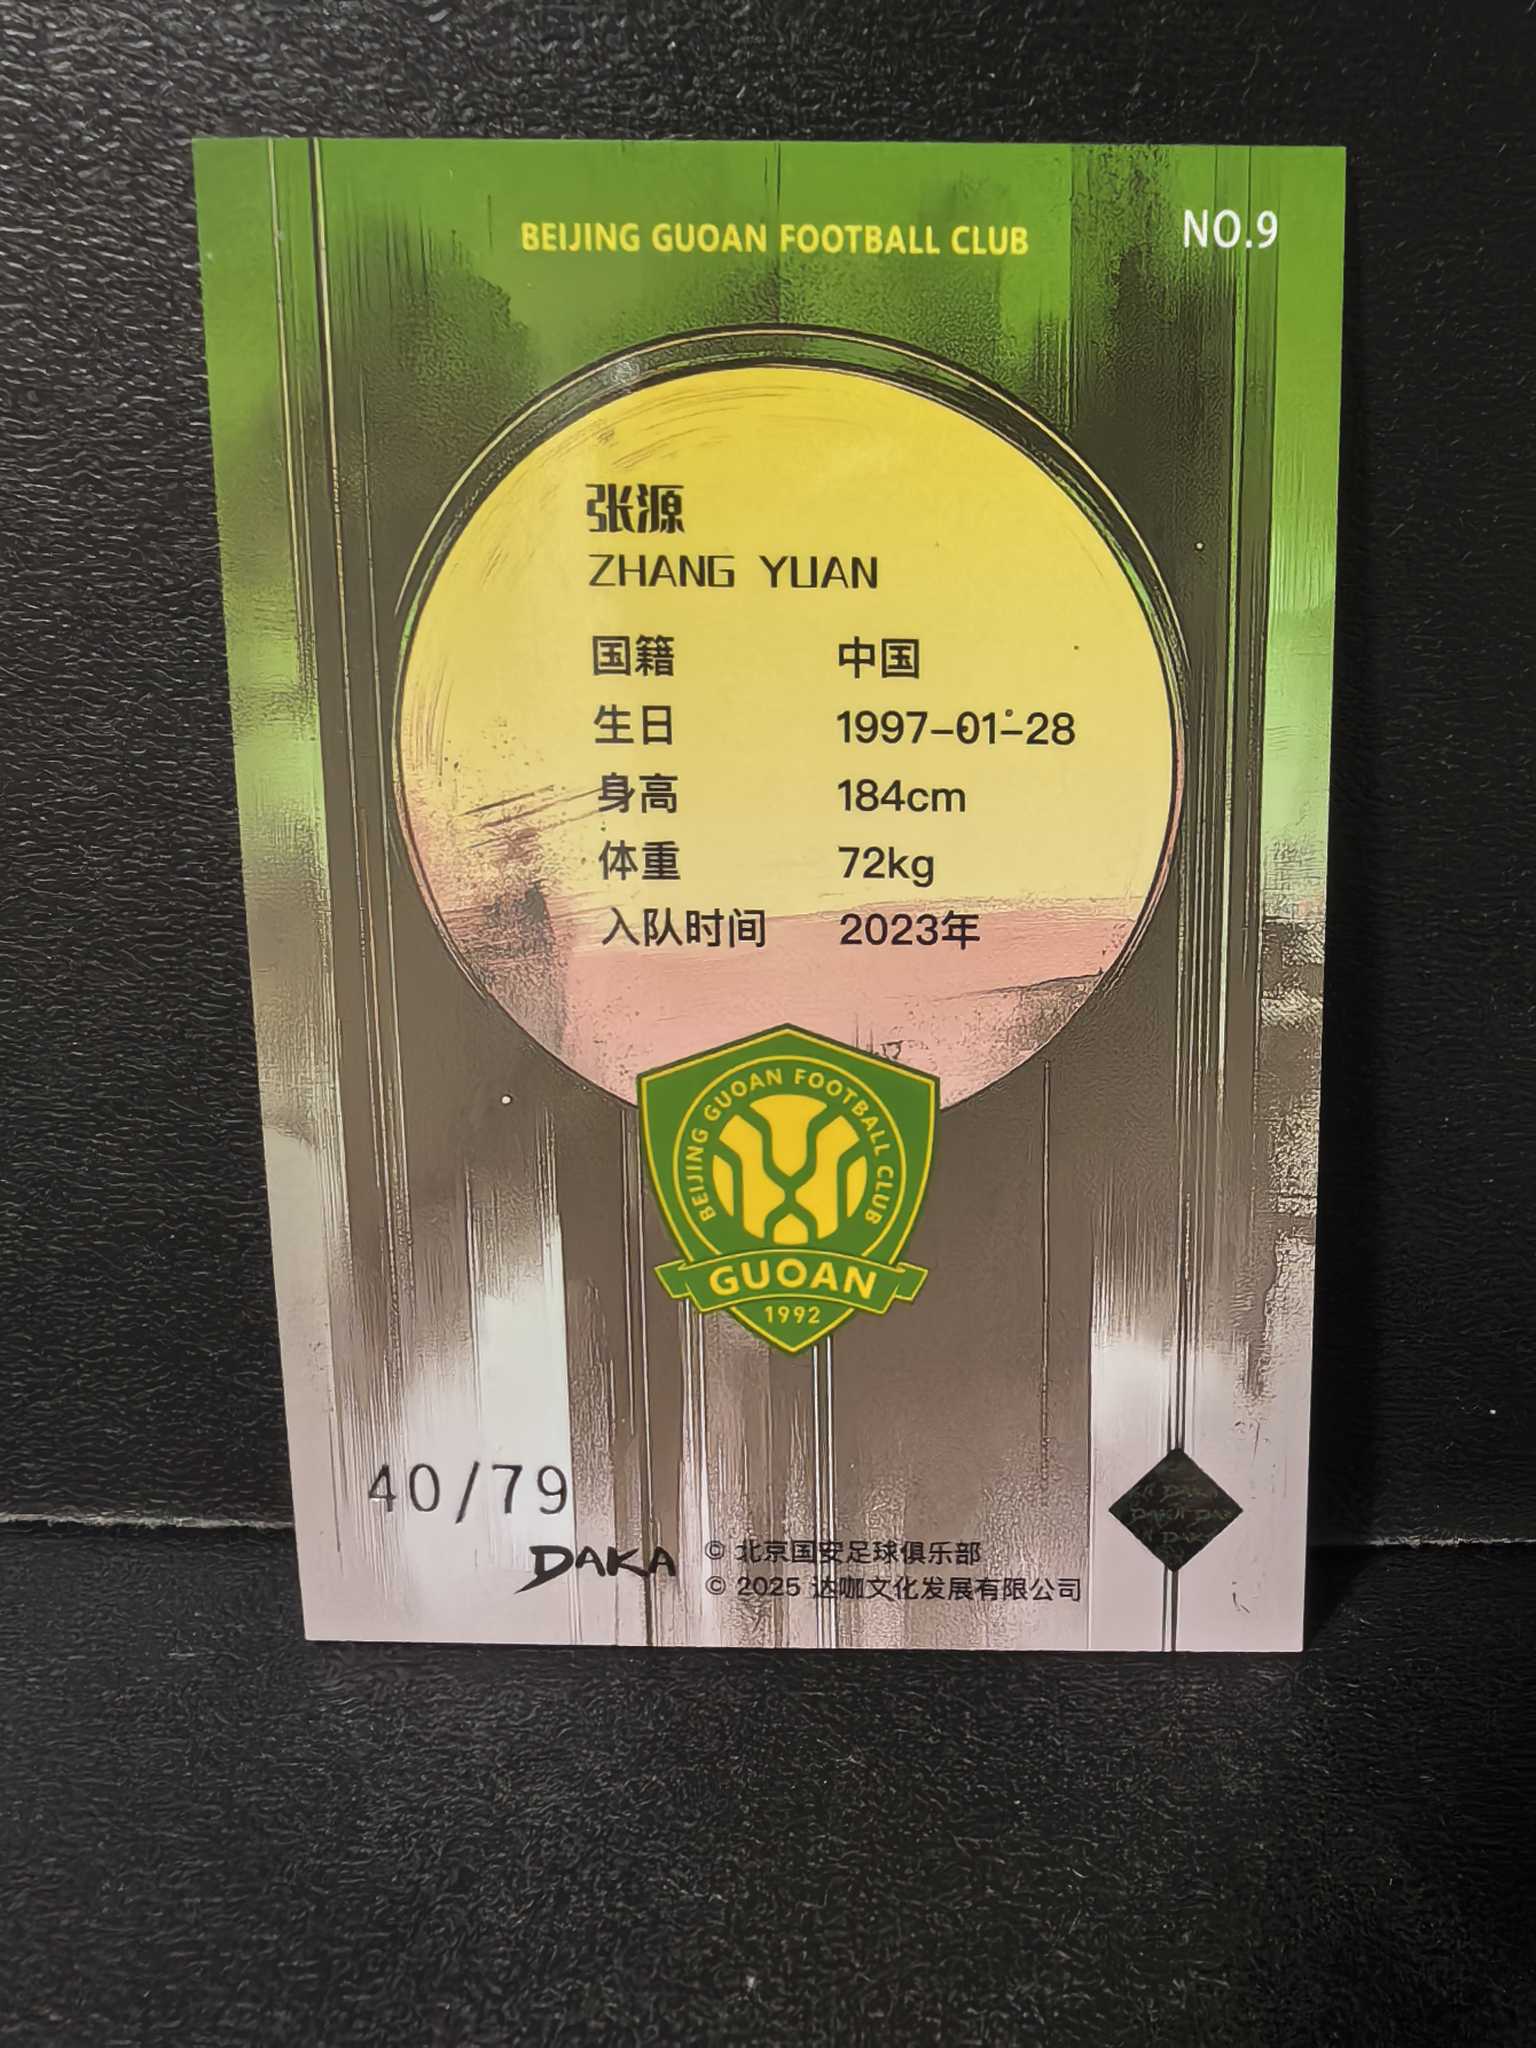 BEIJING GUOAN FOOTBALL CLUB
NO.9
张源
ZHANG YUAN
国籍 中国
生日 1997-01-28
身高 184cm
体重 72kg
入队时间 2023年
BEIJING GUOAN FOOTBALL CLUB
GUOAN
1992
40/79
DAKA
© 北京国安足球俱乐部
© 2025 达咖文化发展有限公司